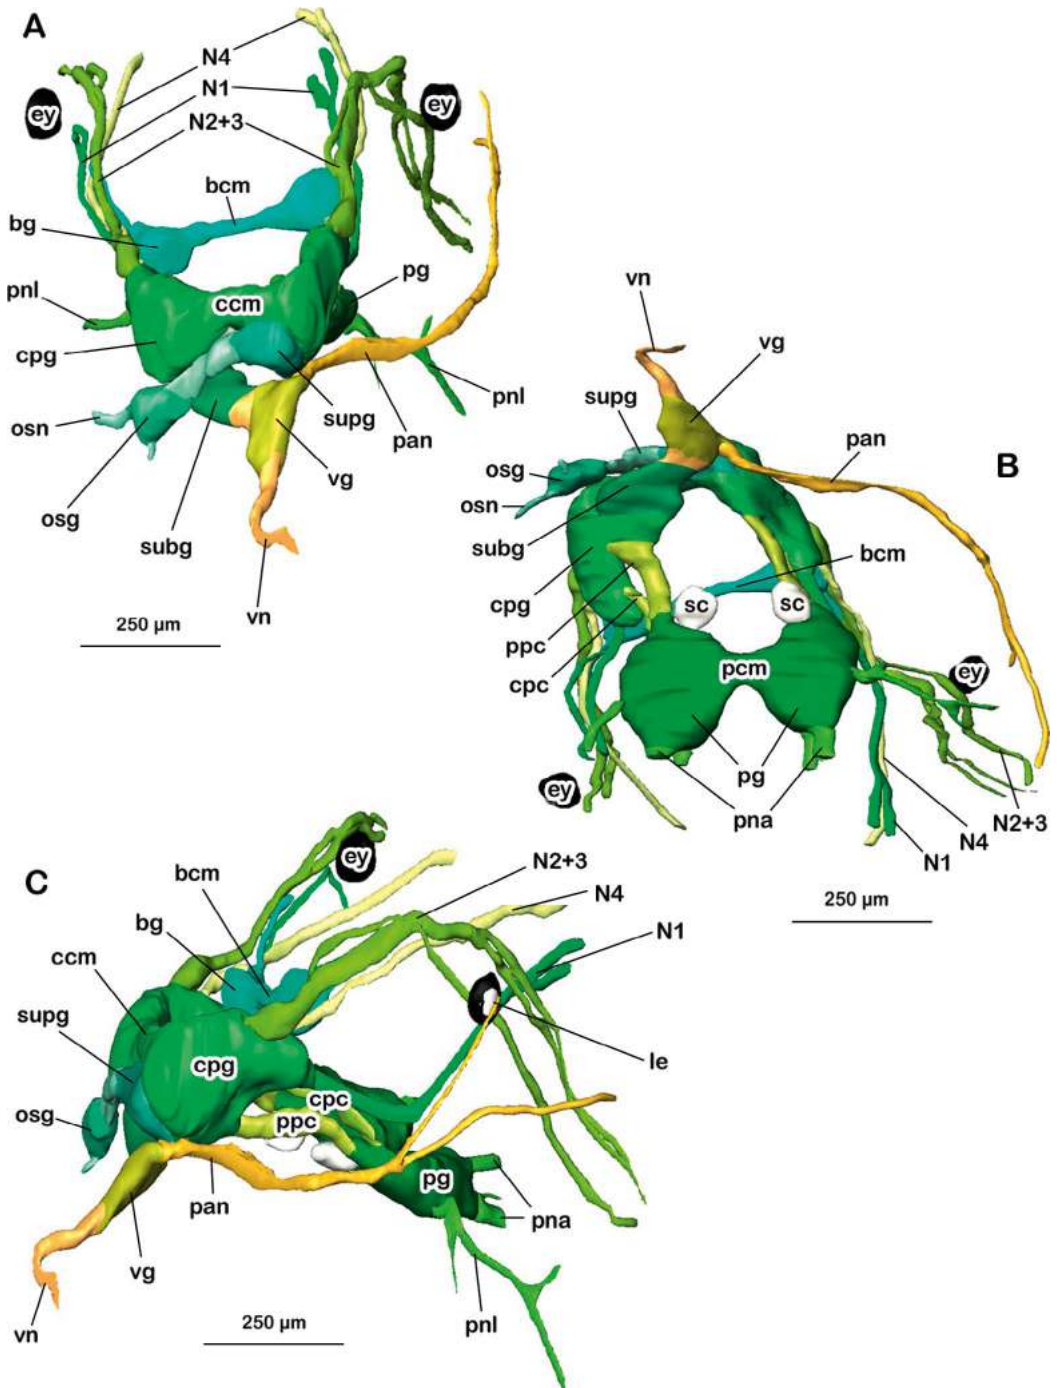 A
N4
N1
ey
ey
N2+3
bcm
bg
pg
pnl
ccm
cpg
pnl
osn
supg
pan
osg
vg
subg
vn
250 µm
vn
vg
supg
pan
B
osg
osn
subg
bcm
cpg
sc
sc
ppc
cpc
pcm
ey
pg
ey
pna
N2+3
N4
N1
250 µm
C
ey
bcm
N2+3
N4
bg
N1
ccm
supg
cpg
le
cpc
osg
ppc
pg
pan
pna
vg
pnl
vn
250 µm